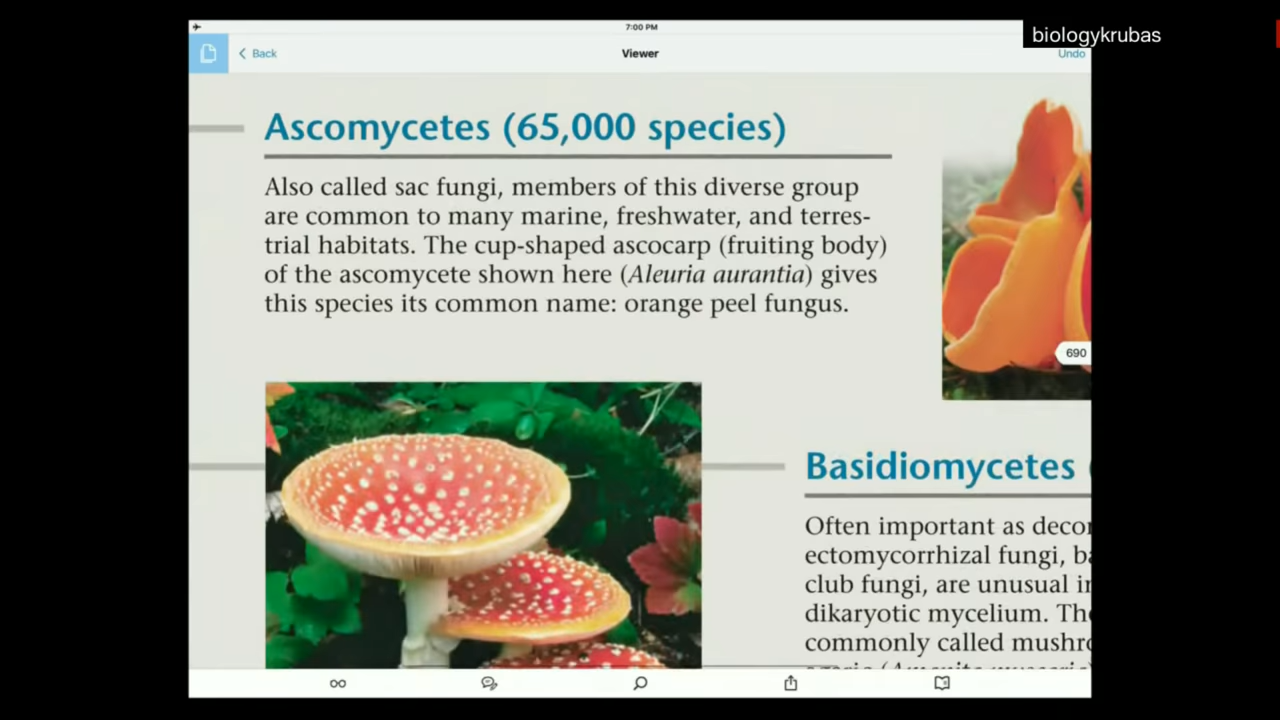 7:00 PM
biologykrubas
Back
Viewer
Undo
Ascomycetes (65,000 species)
Also called sac fungi, members of this diverse group
are common to many marine, freshwater, and terres-
trial habitats. The cup-shaped ascocarp (fruiting body)
of the ascomycete shown here (Aleuria aurantia) gives
this species its common name: orange peel fungus.
690
Basidiomycetes (
Often important as decor
ectomycorrhizal fungi, ba
club fungi, are unusual in
dikaryotic mycelium. The
commonly called mushro